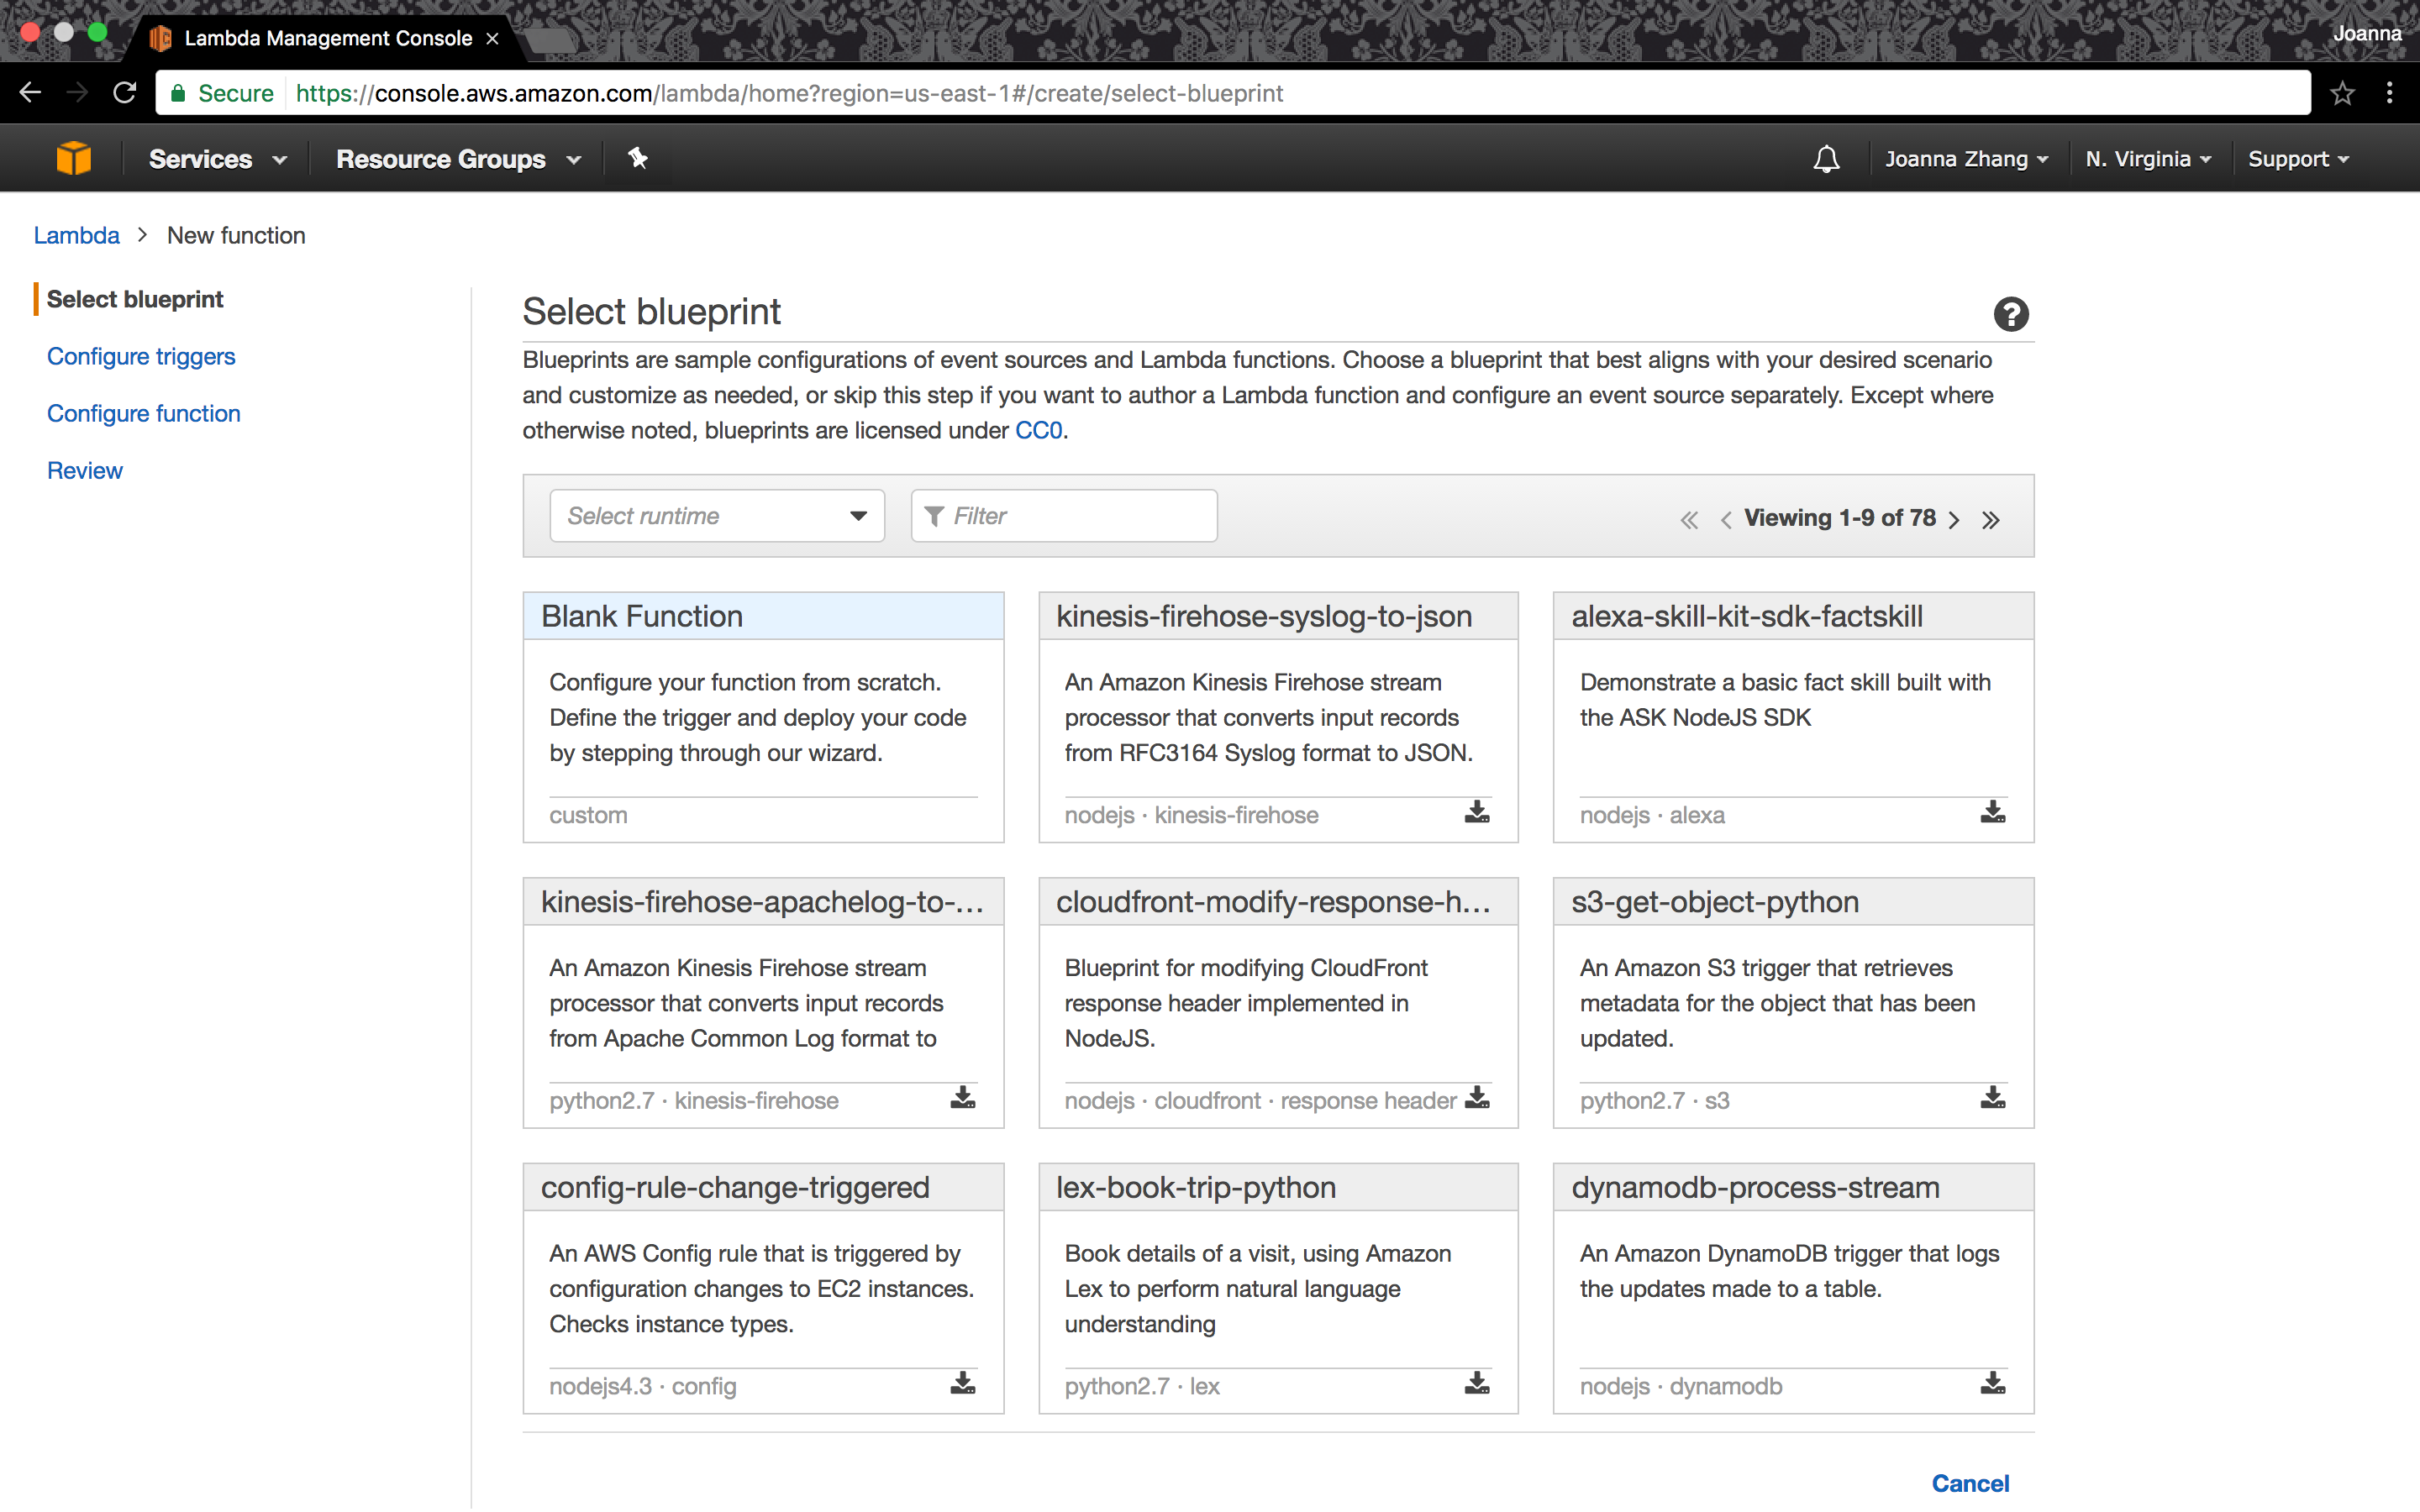 Lambda Management Console
Joanna
Secure https://console.aws.amazon.com/lambda/home?region=us-east-1#/create/select-blueprint
Services Resource Groups Joanna Zhang N. Virginia Support
Lambda > New function
Select blueprint
Configure triggers
Configure function
Review
Select blueprint
Blueprints are sample configurations of event sources and Lambda functions. Choose a blueprint that best aligns with your desired scenario
and customize as needed, or skip this step if you want to author a Lambda function and configure an event source separately. Except where
otherwise noted, blueprints are licensed under CC0.
Select runtime Filter « < Viewing 1-9 of 78 > »
Blank Function
Configure your function from scratch.
Define the trigger and deploy your code
by stepping through our wizard.
custom
kinesis-firehose-syslog-to-json
An Amazon Kinesis Firehose stream
processor that converts input records
from RFC3164 Syslog format to JSON.
nodejs · kinesis-firehose
alexa-skill-kit-sdk-factskill
Demonstrate a basic fact skill built with
the ASK NodeJS SDK
nodejs · alexa
kinesis-firehose-apachelog-to-...
An Amazon Kinesis Firehose stream
processor that converts input records
from Apache Common Log format to
python2.7 · kinesis-firehose
cloudfront-modify-response-h...
Blueprint for modifying CloudFront
response header implemented in
NodeJS.
nodejs · cloudfront · response header
s3-get-object-python
An Amazon S3 trigger that retrieves
metadata for the object that has been
updated.
python2.7 · s3
config-rule-change-triggered
An AWS Config rule that is triggered by
configuration changes to EC2 instances.
Checks instance types.
nodejs4.3 · config
lex-book-trip-python
Book details of a visit, using Amazon
Lex to perform natural language
understanding
python2.7 · lex
dynamodb-process-stream
An Amazon DynamoDB trigger that logs
the updates made to a table.
nodejs · dynamodb
Cancel